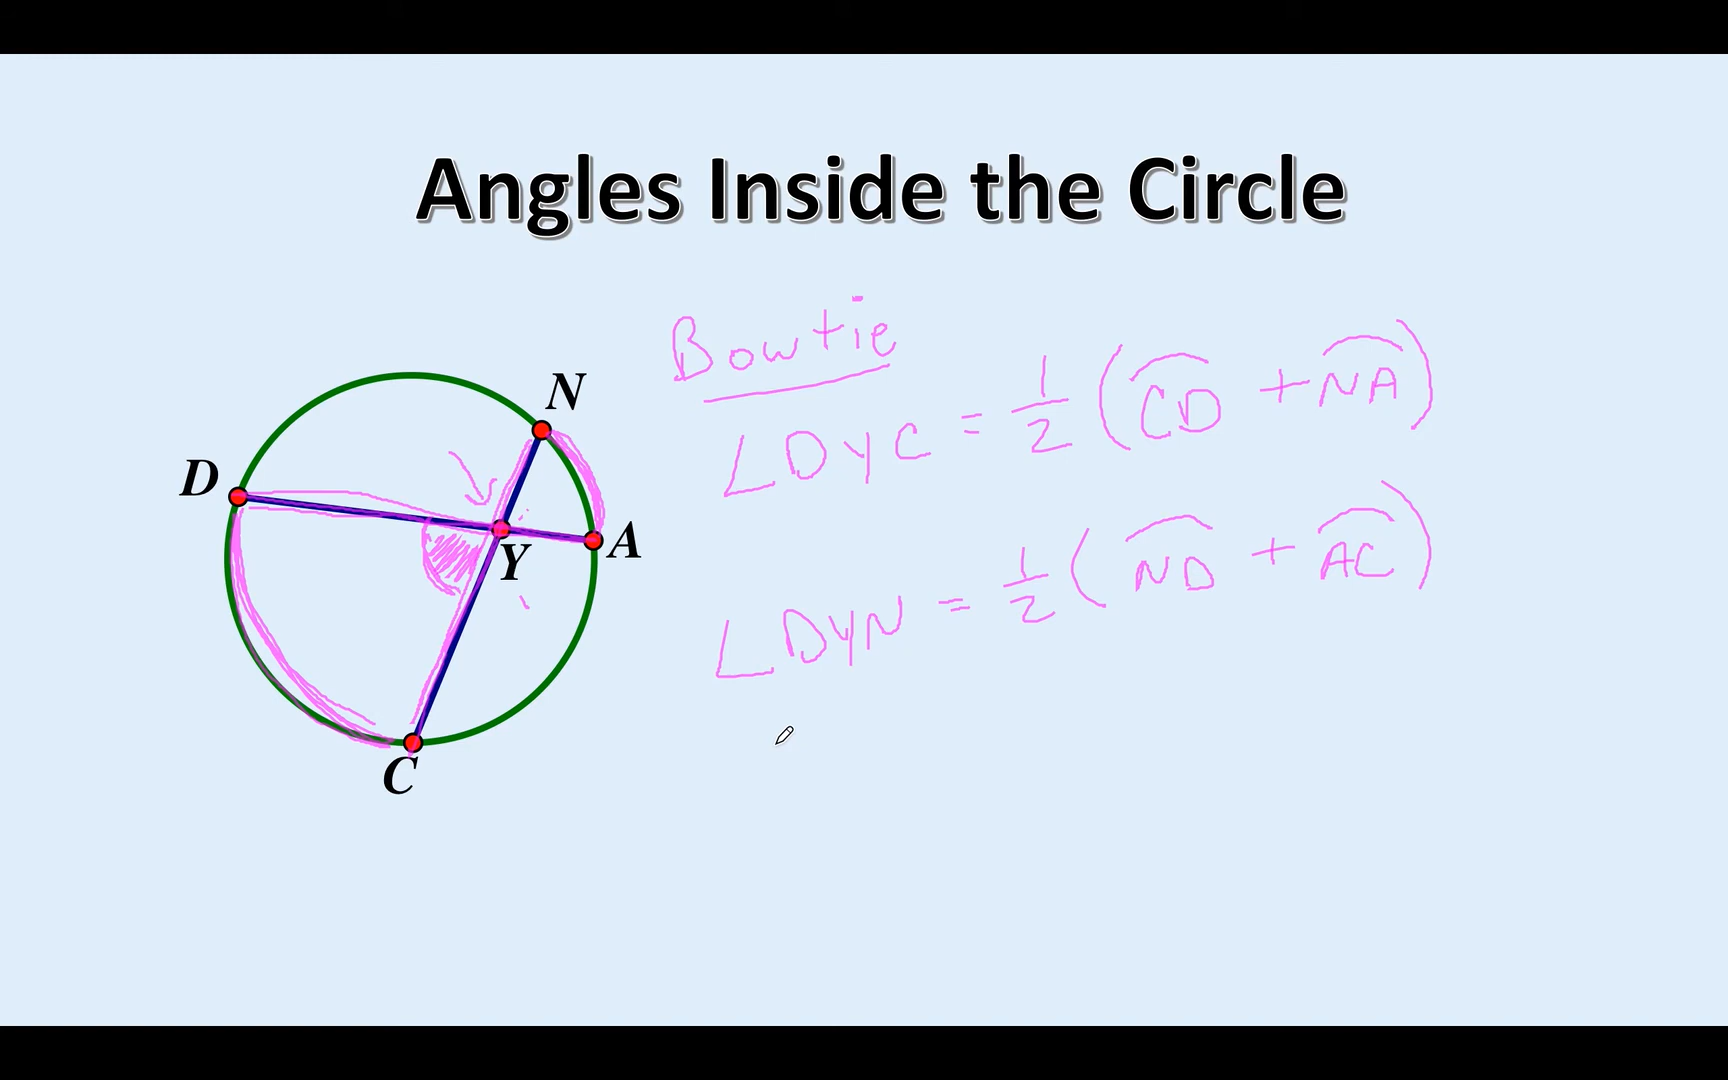 Angles Inside the Circle
Bowtie
∠DYC = 1/2 (CD + NA)
∠DYN = 1/2 (ND + AC)
N
D
A
Y
C